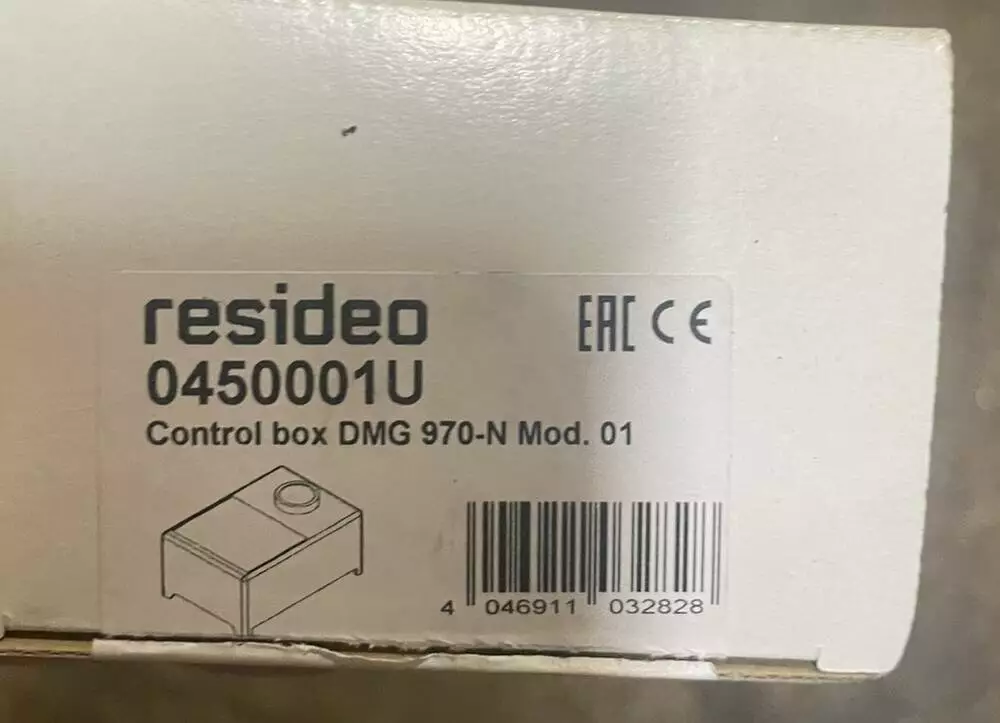 resideo
EAC CE
0450001U
Control box DMG 970-N Mod. 01
4 046911 032828